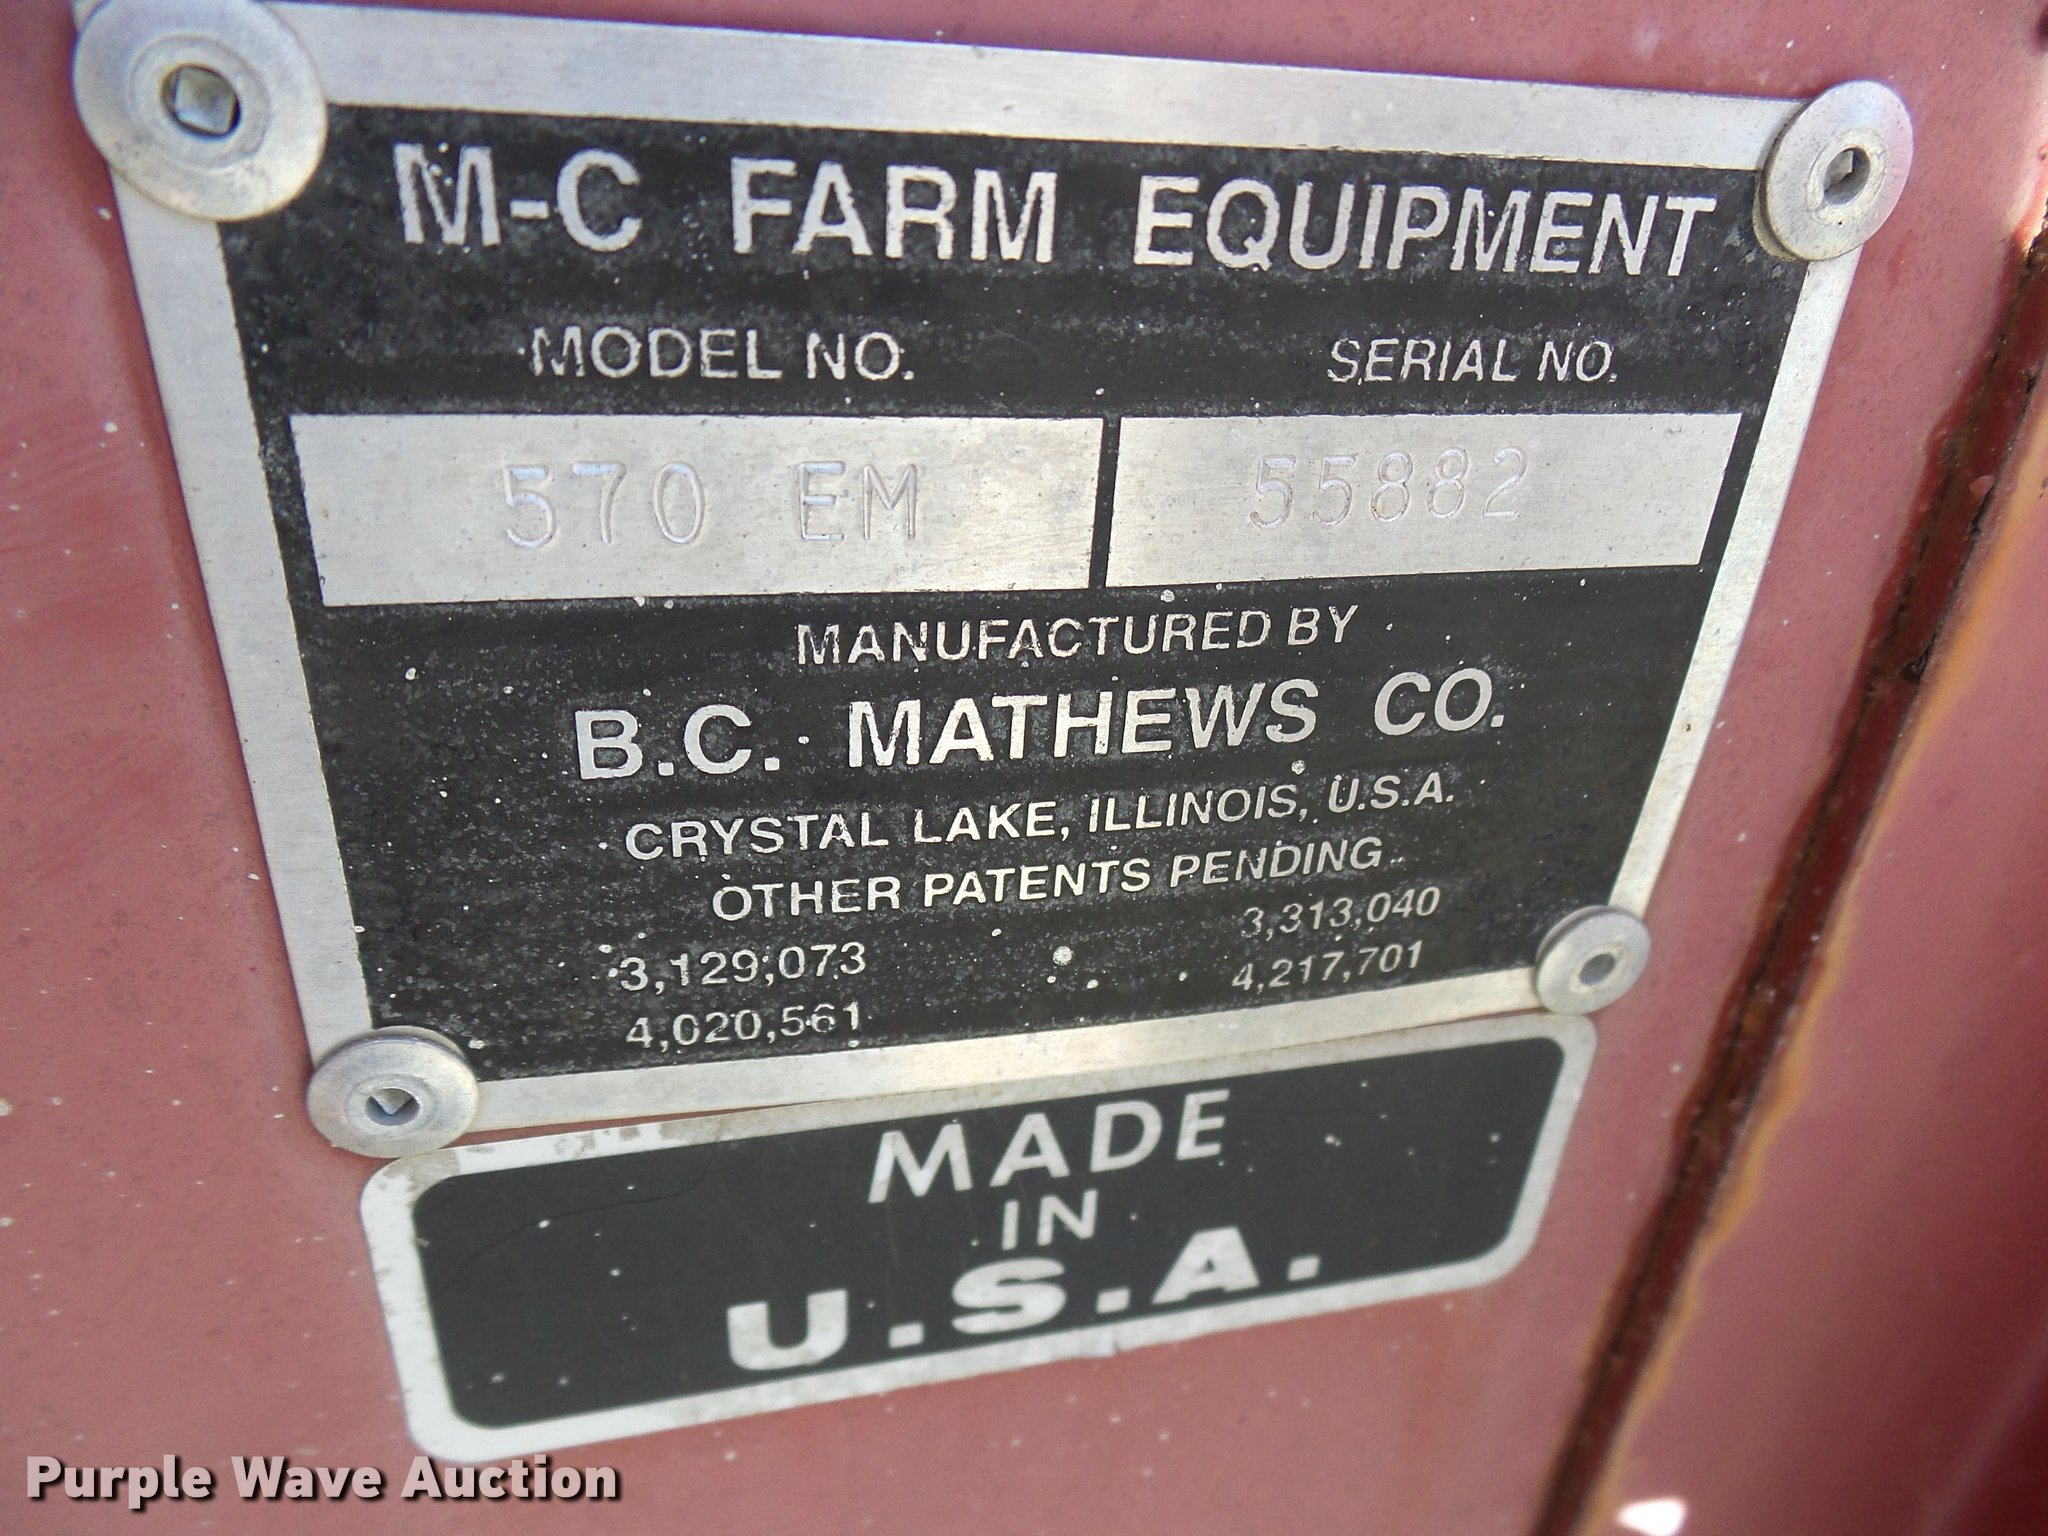 M-C FARM EQUIPMENT
MODEL NO. SERIAL NO.
570 EM 55882
MANUFACTURED BY
B.C. MATHEWS CO.
CRYSTAL LAKE, ILLINOIS, U.S.A.
OTHER PATENTS PENDING
3,129,073 3,313,040
4,020,561 4,217,701
MADE
IN
U.S.A.
Purple Wave Auction